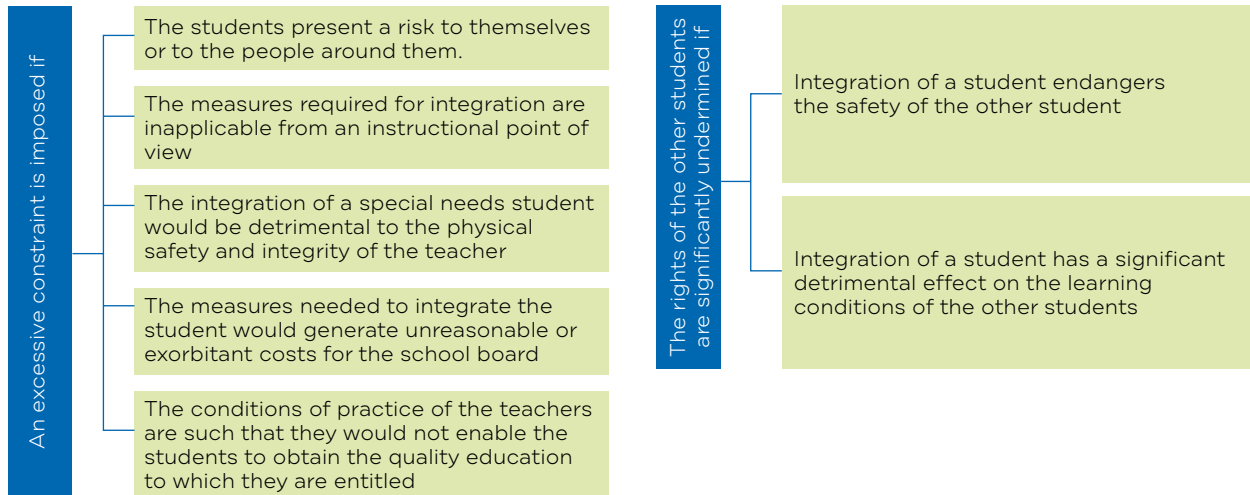 An excessive constraint is imposed if
The students present a risk to themselves
or to the people around them.
The measures required for integration are
inapplicable from an instructional point of
view
The integration of a special needs student
would be detrimental to the physical
safety and integrity of the teacher
The measures needed to integrate the
student would generate unreasonable or
exorbitant costs for the school board
The conditions of practice of the teachers
are such that they would not enable the
students to obtain the quality education
to which they are entitled
The rights of the other students
are significantly undermined if
Integration of a student endangers
the safety of the other student
Integration of a student has a significant
detrimental effect on the learning
conditions of the other students